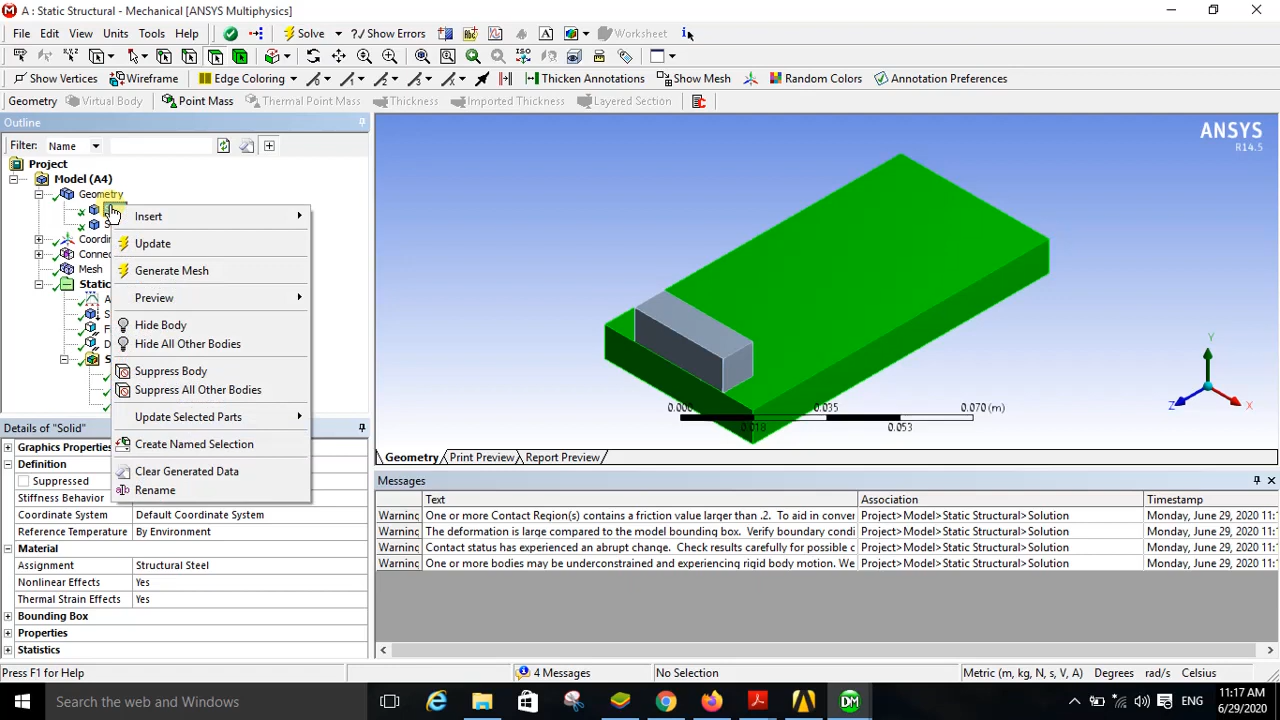 A : Static Structural - Mechanical [ANSYS Multiphysics]
File Edit View Units Tools Help Solve Show Errors Worksheet
Show Vertices Wireframe Edge Coloring Thicken Annotations Show Mesh Random Colors Annotation Preferences
Geometry Virtual Body Point Mass Thermal Point Mass Thickness Imported Thickness Layered Section
Outline
Filter: Name
Project
Model (A4)
Geometry
Coordin
Connec
Mesh
Static
Insert
Update
Generate Mesh
Preview
Hide Body
Hide All Other Bodies
Suppress Body
Suppress All Other Bodies
Update Selected Parts
Create Named Selection
Clear Generated Data
Rename
Details of "Solid"
Graphics Properties
Definition
Suppressed
Stiffness Behavior
Coordinate System Default Coordinate System
Reference Temperature By Environment
Material
Assignment Structural Steel
Nonlinear Effects Yes
Thermal Strain Effects Yes
Bounding Box
Properties
Statistics
ANSYS
R14.5
0.000 0.035 0.070 (m)
0.018 0.053
Y
Z X
Geometry Print Preview Report Preview
Messages
Text Association Timestamp
Warning One or more Contact Region(s) contains a friction value larger than .2. To aid in conver Project>Model>Static Structural>Solution Monday, June 29, 2020 11:1
Warning The deformation is large compared to the model bounding box. Verify boundary condi Project>Model>Static Structural>Solution Monday, June 29, 2020 11:1
Warning Contact status has experienced an abrupt change. Check results carefully for possible c Project>Model>Static Structural>Solution Monday, June 29, 2020 11:1
Warning One or more bodies may be underconstrained and experiencing rigid body motion. We Project>Model>Static Structural>Solution Monday, June 29, 2020 11:1
Press F1 for Help 4 Messages No Selection Metric (m, kg, N, s, V, A) Degrees rad/s Celsius
Search the web and Windows
ENG
11:17 AM
6/29/2020